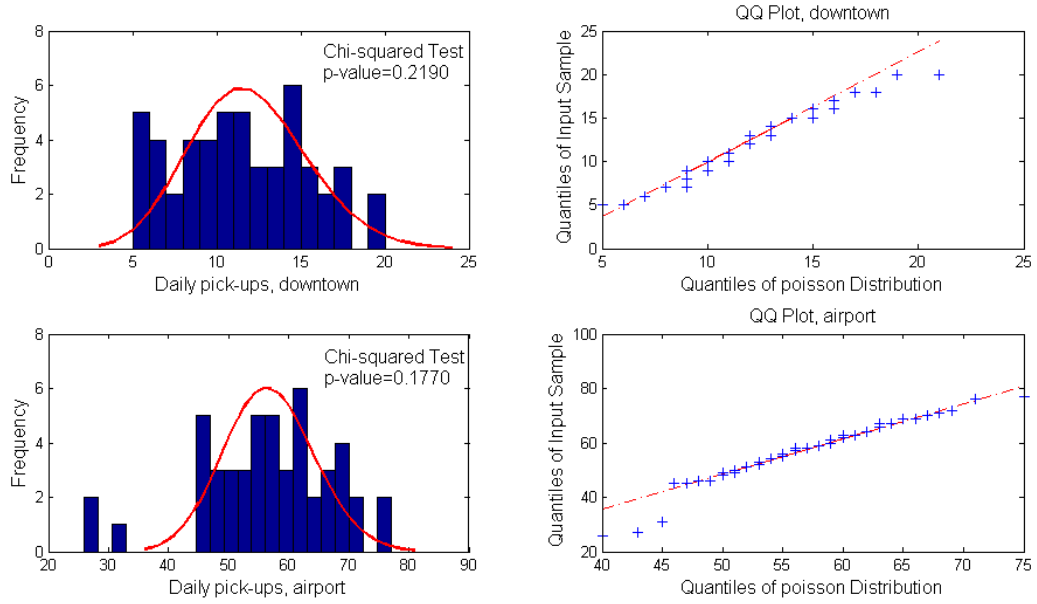 Chi-squared Test
p-value=0.2190
Frequency
8
6
4
2
0
0 5 10 15 20 25
Daily pick-ups, downtown
QQ Plot, downtown
Quantiles of Input Sample
25
20
15
10
5
0
5 10 15 20 25
Quantiles of poisson Distribution
Chi-squared Test
p-value=0.1770
Frequency
8
6
4
2
0
20 30 40 50 60 70 80 90
Daily pick-ups, airport
QQ Plot, airport
Quantiles of Input Sample
100
80
60
40
20
40 45 50 55 60 65 70 75
Quantiles of poisson Distribution